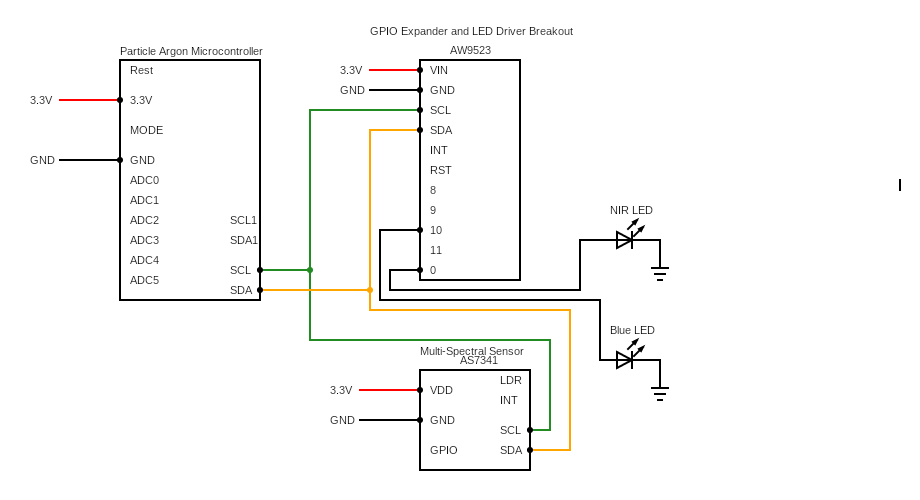 GPIO Expander and LED Driver Breakout
Particle Argon Microcontroller
AW9523
Rest
3.3V
3.3V
MODE
GND
GND
ADC0
ADC1
ADC2
ADC3
ADC4
ADC5
SCL1
SDA1
SCL
SDA
3.3V
VIN
GND
GND
SCL
SDA
INT
RST
8
9
10
11
0
NIR LED
Blue LED
Multi-Spectral Sensor
AS7341
3.3V
VDD
GND
GND
GPIO
LDR
INT
SCL
SDA